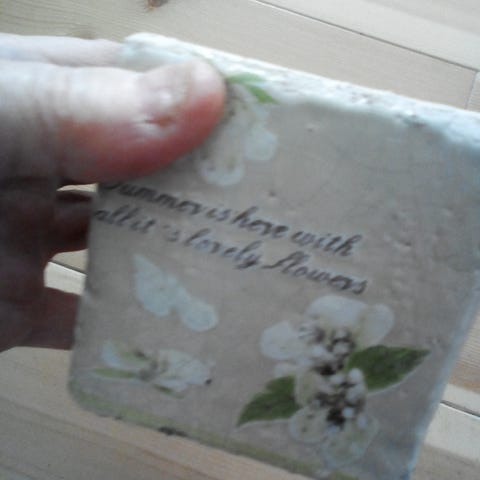 Summer is here with
all it's lovely flowers